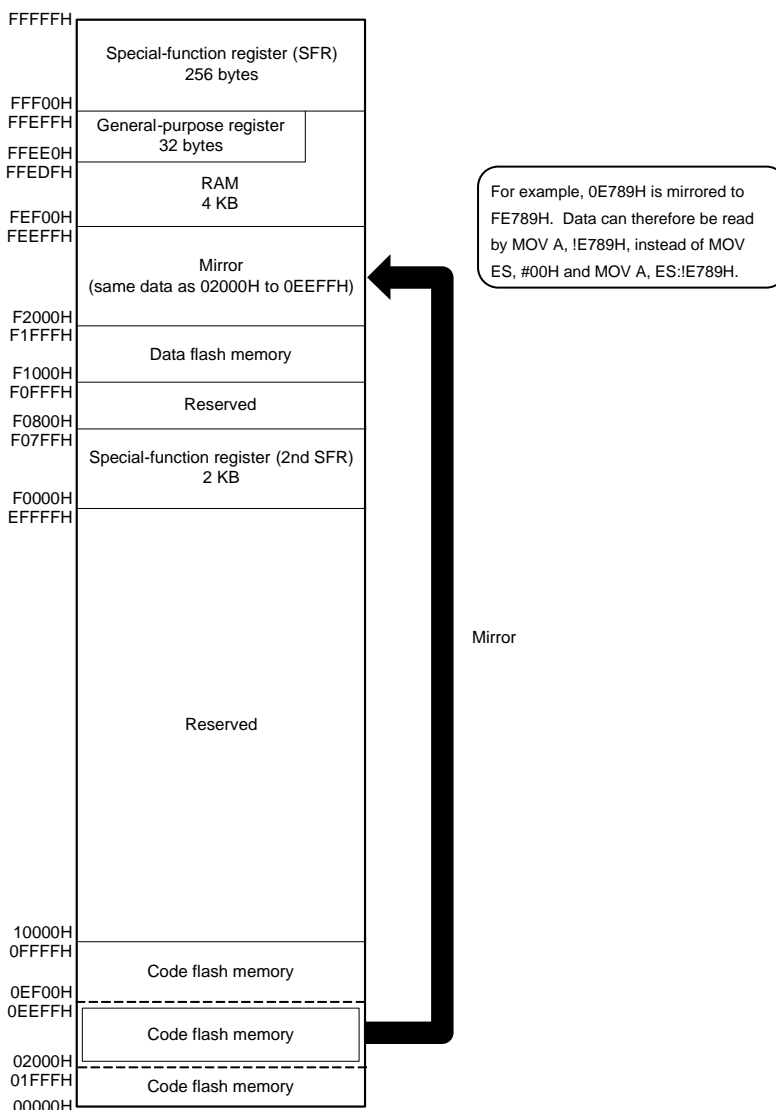 FFFFFH
Special-function register (SFR)
256 bytes
FFF00H
FFEFFH
General-purpose register
32 bytes
FFEE0H
FFEDFH
RAM
4 KB
FEF00H
FEEFFH
Mirror
(same data as 02000H to 0EEFFH)
F2000H
F1FFFH
Data flash memory
F1000H
F0FFFH
Reserved
F0800H
F07FFH
Special-function register (2nd SFR)
2 KB
F0000H
EFFFFH
Reserved
10000H
0FFFFH
Code flash memory
0EF00H
0EEFFH
Code flash memory
02000H
01FFFH
Code flash memory
00000H
For example, 0E789H is mirrored to
FE789H. Data can therefore be read
by MOV A, !E789H, instead of MOV
ES, #00H and MOV A, ES:!E789H.
Mirror